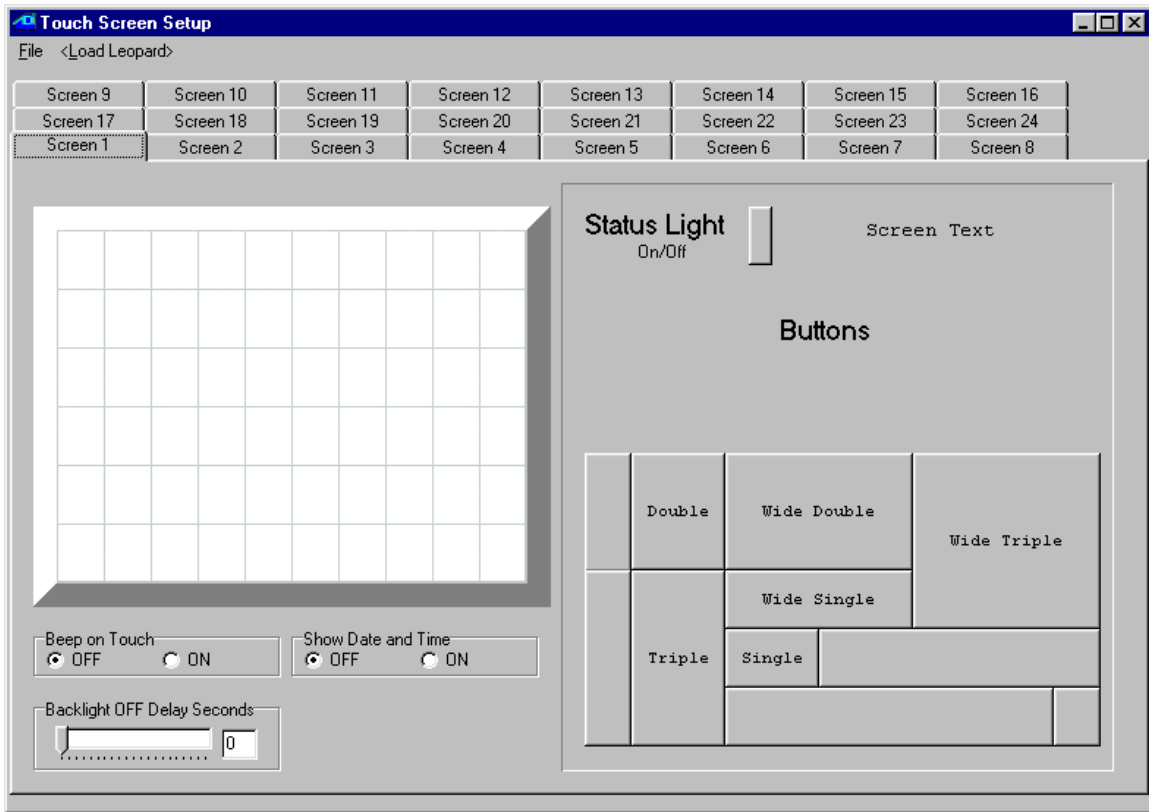 Touch Screen Setup
File <Load Leopard>
Screen 9 Screen 10 Screen 11 Screen 12 Screen 13 Screen 14 Screen 15 Screen 16
Screen 17 Screen 18 Screen 19 Screen 20 Screen 21 Screen 22 Screen 23 Screen 24
Screen 1 Screen 2 Screen 3 Screen 4 Screen 5 Screen 6 Screen 7 Screen 8
Status Light
On/Off
Screen Text
Buttons
Double
Wide Double
Wide Triple
Wide Single
Triple
Single
Beep on Touch
OFF ON
Show Date and Time
OFF ON
Backlight OFF Delay Seconds
0